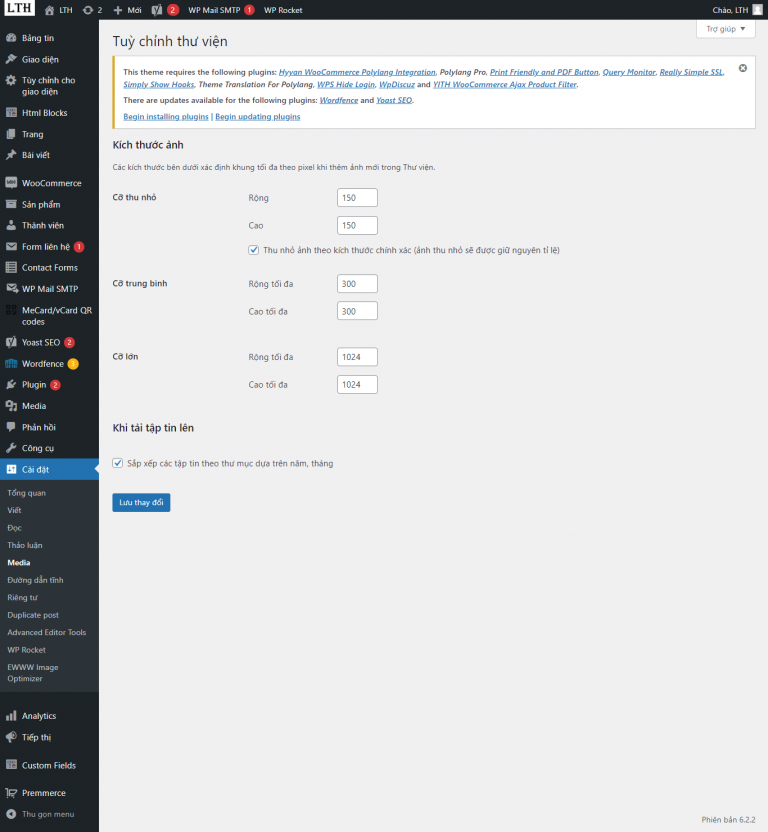 LTH
LTH
2
Mới
2
WP Mail SMTP 1
WP Rocket
Chào, LTH
Trợ giúp
Bảng tin
Giao diện
Tùy chỉnh cho
giao diện
Html Blocks
Trang
Bài viết
WooCommerce
Sản phẩm
Thành viên
Form liên hệ 1
Contact Forms
WP Mail SMTP
MeCard/vCard QR
codes
Yoast SEO 2
Wordfence 1
Plugin 2
Media
Phản hồi
Công cụ
Cài đặt
Tổng quan
Viết
Đọc
Thảo luận
Media
Đường dẫn tĩnh
Riêng tư
Duplicate post
Advanced Editor Tools
WP Rocket
EWWW Image
Optimizer
Analytics
Tiếp thị
Custom Fields
Premmerce
Thu gọn menu
Tuỳ chỉnh thư viện
This theme requires the following plugins: Hyyan WooCommerce Polylang Integration, Polylang Pro, Print Friendly and PDF Button, Query Monitor, Really Simple SSL,
Simply Show Hooks, Theme Translation For Polylang, WPS Hide Login, WpDiscuz and YITH WooCommerce Ajax Product Filter.
There are updates available for the following plugins: Wordfence and Yoast SEO.
Begin installing plugins | Begin updating plugins
Kích thước ảnh
Các kích thước bên dưới xác định khung tối đa theo pixel khi thêm ảnh mới trong Thư viện.
Cỡ thu nhỏ
Rộng 150
Cao 150
Thu nhỏ ảnh theo kích thước chính xác (ảnh thu nhỏ sẽ được giữ nguyên tỉ lệ)
Cỡ trung bình
Rộng tối đa 300
Cao tối đa 300
Cỡ lớn
Rộng tối đa 1024
Cao tối đa 1024
Khi tải tập tin lên
Sắp xếp các tập tin theo thư mục dựa trên năm, tháng
Lưu thay đổi
Phiên bản 6.2.2